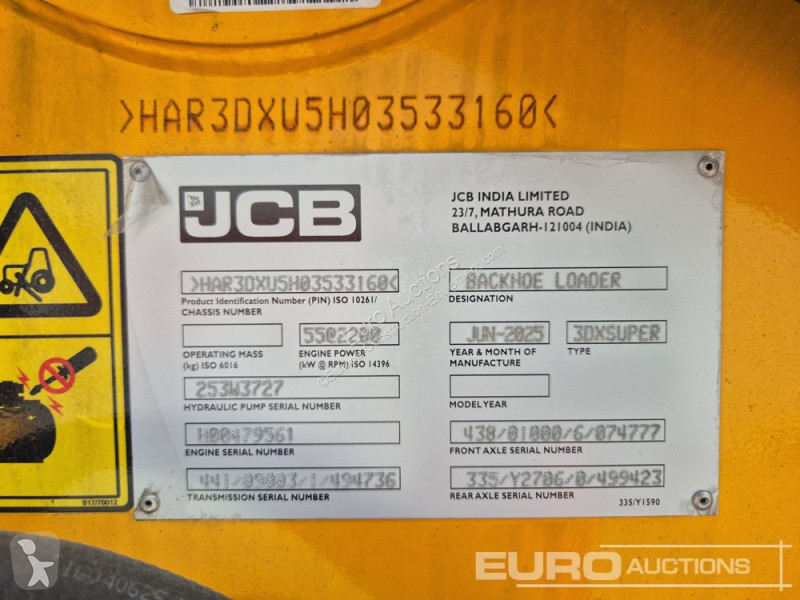 >HAR3DXU5H03533160<
JCB
JCB INDIA LIMITED
23/7, MATHURA ROAD
BALLABGARH-121004 (INDIA)
>HAR3DXU5H03533160<
Product Identification Number (PIN) ISO 10261/
CHASSIS NUMBER
BACKHOE LOADER
DESIGNATION
OPERATING MASS
(kg) ISO 6016
55@2200
ENGINE POWER
(kW @ RPM) ISO 14396
JUN-2025
YEAR & MONTH OF
MANUFACTURE
3DXSUPER
TYPE
253W3727
HYDRAULIC PUMP SERIAL NUMBER
MODEL YEAR
H00479561
ENGINE SERIAL NUMBER
438/01000/6/074777
FRONT AXLE SERIAL NUMBER
441/09003/1/494736
TRANSMISSION SERIAL NUMBER
335/Y2706/0/499423
REAR AXLE SERIAL NUMBER
335/Y1590
817/70012
EURO AUCTIONS